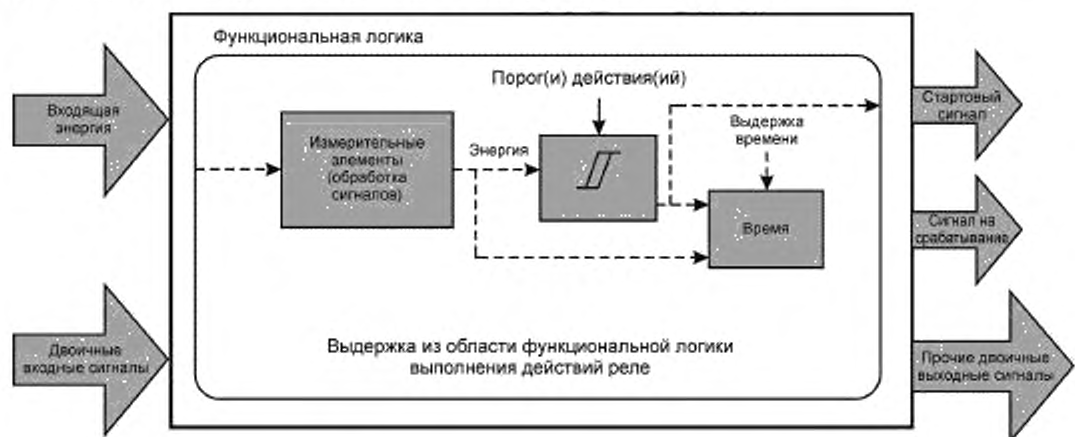 Функциональная логика
Входящая
энергия
Порог(и) действия(ий)
Измерительные
элементы
(обработка
сигналов)
Энергия
Выдержка
времени
Время
Стартовый
сигнал
Сигнал на
срабатывание
Двоичные
входные сигналы
Выдержка из области функциональной логики
выполнения действий реле
Прочие двоичные
выходные сигналы